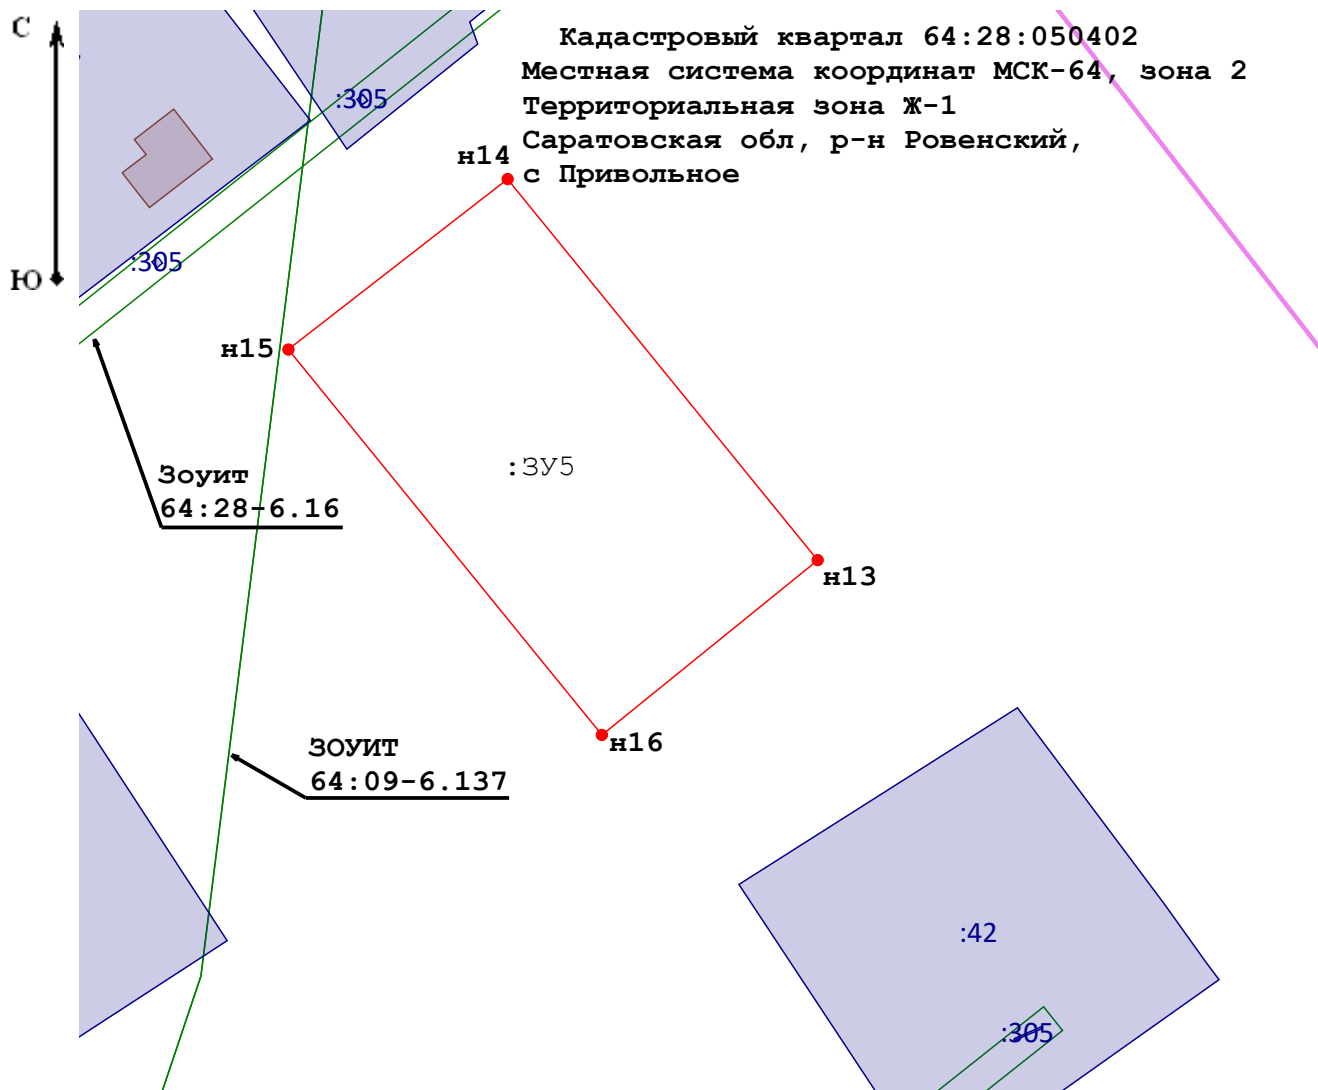 С
Кадастровый квартал 64:28:050402
Местная система координат МСК-64, зона 2
Территориальная зона Ж-1
Саратовская обл, р-н Ровенский,
с Привольное
:305
н14
:305
Ю
н15
:ЗУ5
Зоуит
64:28-6.16
н13
н16
ЗОУИТ
64:09-6.137
:42
:305